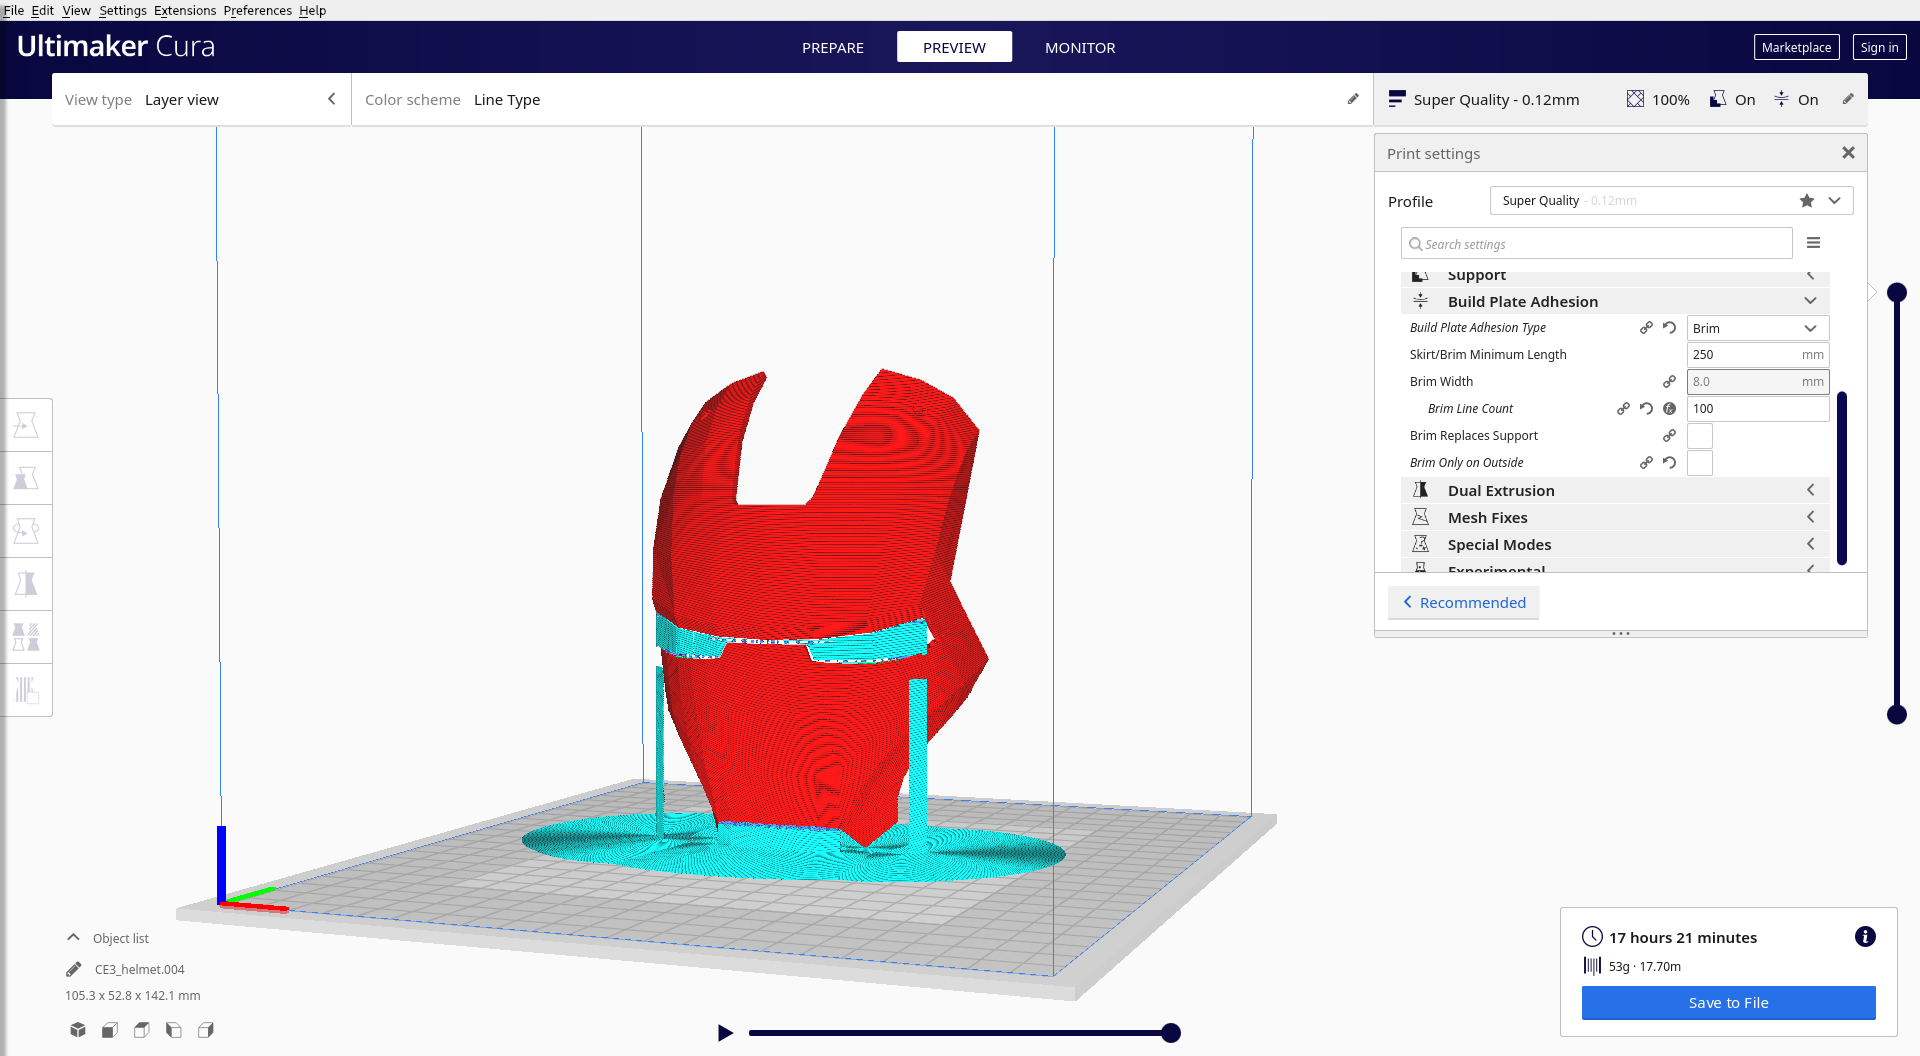 File Edit View Settings Extensions Preferences Help
Ultimaker Cura
PREPARE PREVIEW MONITOR
Marketplace Sign in
View type Layer view
Color scheme Line Type
Super Quality - 0.12mm 100% On On
Print settings
Profile Super Quality - 0.12mm
Search settings
Support
Build Plate Adhesion
Build Plate Adhesion Type Brim
Skirt/Brim Minimum Length 250 mm
Brim Width 8.0 mm
Brim Line Count 100
Brim Replaces Support
Brim Only on Outside
Dual Extrusion
Mesh Fixes
Special Modes
Experimental
Recommended
Object list
CE3_helmet.004
105.3 x 52.8 x 142.1 mm
17 hours 21 minutes
53g · 17.70m
Save to File